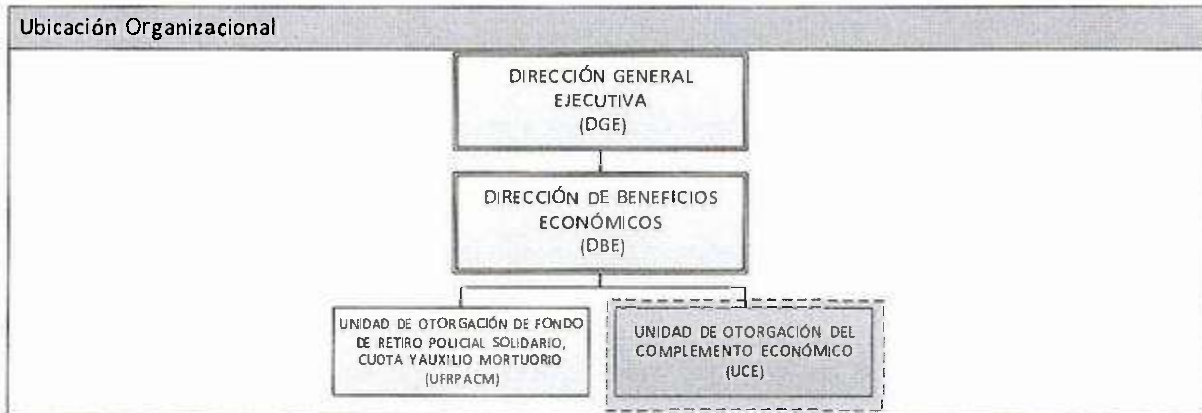 Ubicación Organizacional
DIRECCIÓN GENERAL
EJECUTIVA
(DGE)
DIRECCIÓN DE BENEFICIOS
ECONÓMICOS
(DBE)
UNIDAD DE OTORGACIÓN DE FONDO
DE RETIRO POLICIAL SOLIDARIO,
CUOTA YAUXILIO MORTUORIO
(UFRPACM)
UNIDAD DE OTORGACIÓN DEL
COMPLEMENTO ECONÓMICO
(UCE)